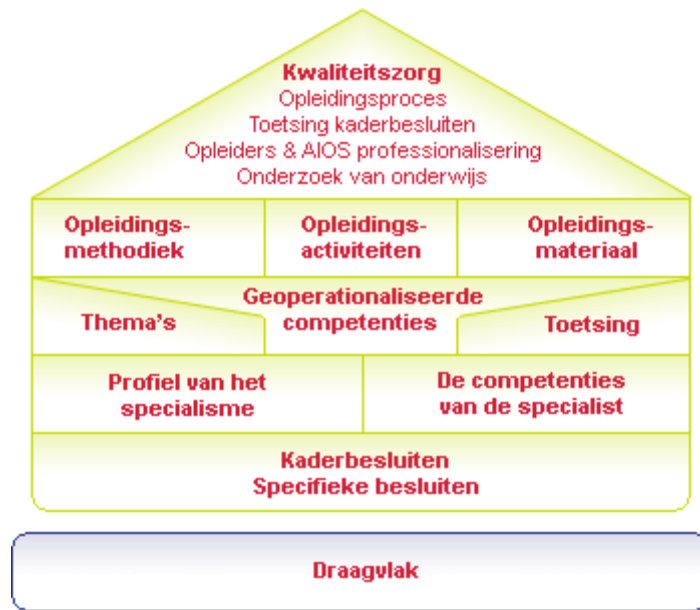 Kwaliteitszorg
Opleidingsproces
Toetsing kaderbesluiten
Opleiders & AIOS professionalisering
Onderzoek van onderwijs
Opleidings-
methodiek
Opleidings-
activiteiten
Opleidings-
materiaal
Geoperationaliseerde
competenties
Thema's
Toetsing
Profiel van het
specialisme
De competenties
van de specialist
Kaderbesluiten
Specifieke besluiten
Draagvlak